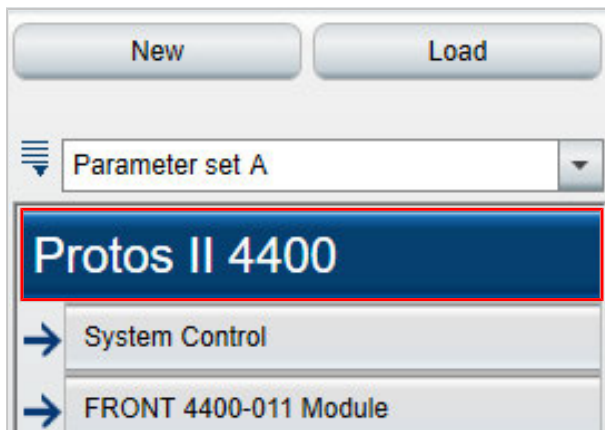 New Load
Parameter set A
Protos II 4400
System Control
FRONT 4400-011 Module